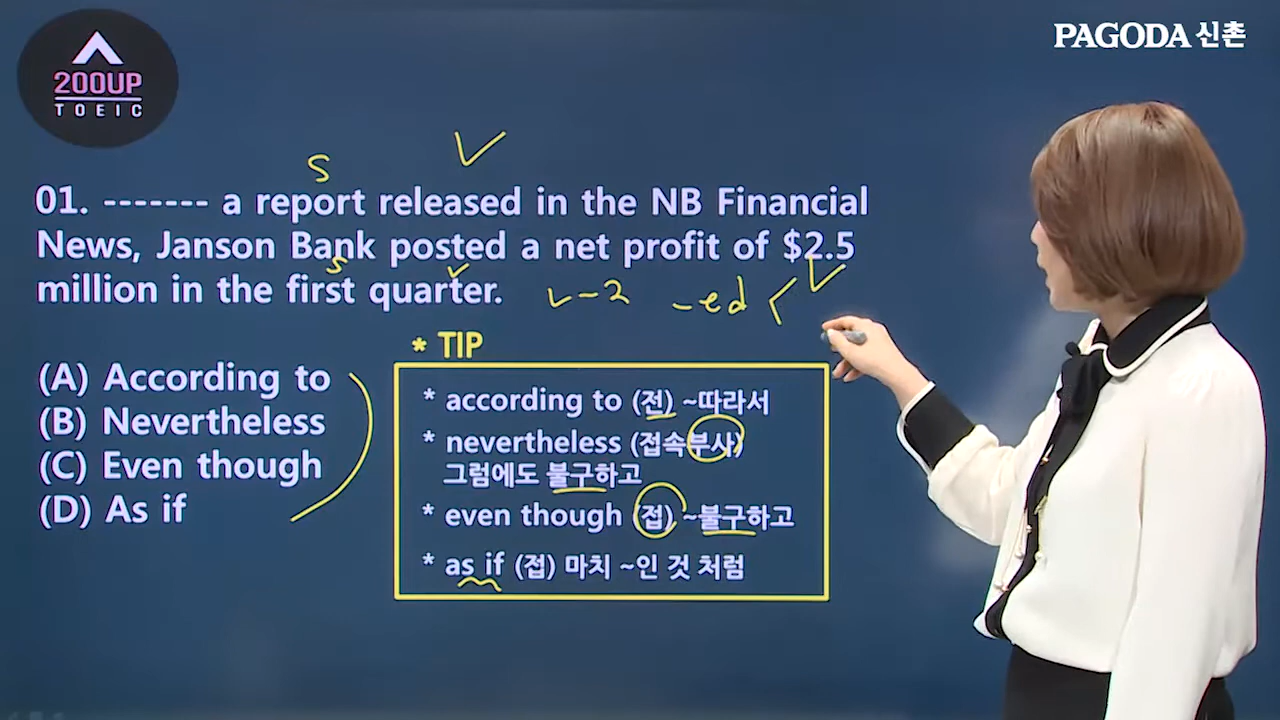 200UP
TOEIC
PAGODA 신촌
s V
01. ------- a report released in the NB Financial
News, Janson Bank posted a net profit of $2.5
s v
million in the first quarter.
v-2 -ed < V
(A) According to
(B) Nevertheless
(C) Even though
(D) As if
* TIP
* according to (전) ~따라서
* nevertheless (접속부사)
그럼에도 불구하고
* even though (접) ~불구하고
* as if (접) 마치 ~인 것 처럼